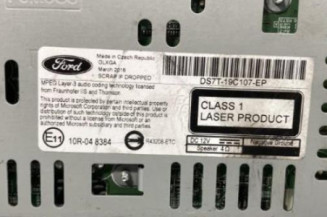 Ford
Made in Czech Republic
March 2016
SCRAP IF DROPPED
MPEG Layer-3 audio coding technology licensed
from Fraunhofer IIS and Thomson.
This product is protected by certain intellectual property
rights of Microsoft Corporation and third parties. Use or
distribution of such technology outside of this product is
prohibited without a license from Microsoft or an authorized
Microsoft subsidiary and third parties.
DS7T-19C107-EP
CLASS 1
LASER PRODUCT
E11
10R-04 8384
DC 12V
Negative Ground
Speaker 4 Ω